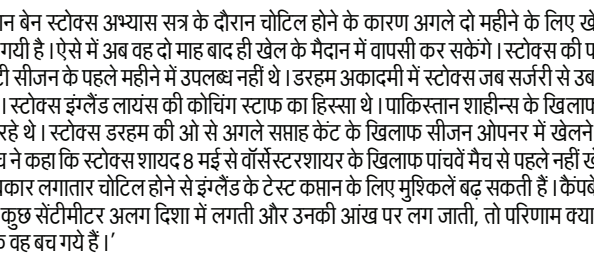 न बेन स्टोक्स अभ्यास सत्र के दौरान चोटिल होने के कारण अगले दो महीने के लिए खे
गयी है । ऐसे में अब वह दो माह बाद ही खेल के मैदान में वापसी कर सकेंगे । स्टोक्स की प
टी सीजन के पहले महीने में उपलब्ध नहीं थे । डरहम अकादमी में स्टोक्स जब सर्जरी से उब
। स्टोक्स इंग्लैंड लायंस की कोचिंग स्टाफ का हिस्सा थे । पाकिस्तान शाहीन्स के खिलाफ
रहे थे । स्टोक्स डरहम की ओ से अगले सप्ताह केंट के खिलाफ सीजन ओपनर में खेलने
च ने कहा कि स्टोक्स शायद 8 मई से वॉर्सेस्टरशायर के खिलाफ पांचवें मैच से पहले नहीं खे
कार लगातार चोटिल होने से इंग्लैंड के टेस्ट कप्तान के लिए मुश्किलें बढ़ सकती हैं । कैंपबे
कुछ सेंटीमीटर अलग दिशा में लगती और उनकी आंख पर लग जाती, तो परिणाम क्या
वह बच गये हैं ।’